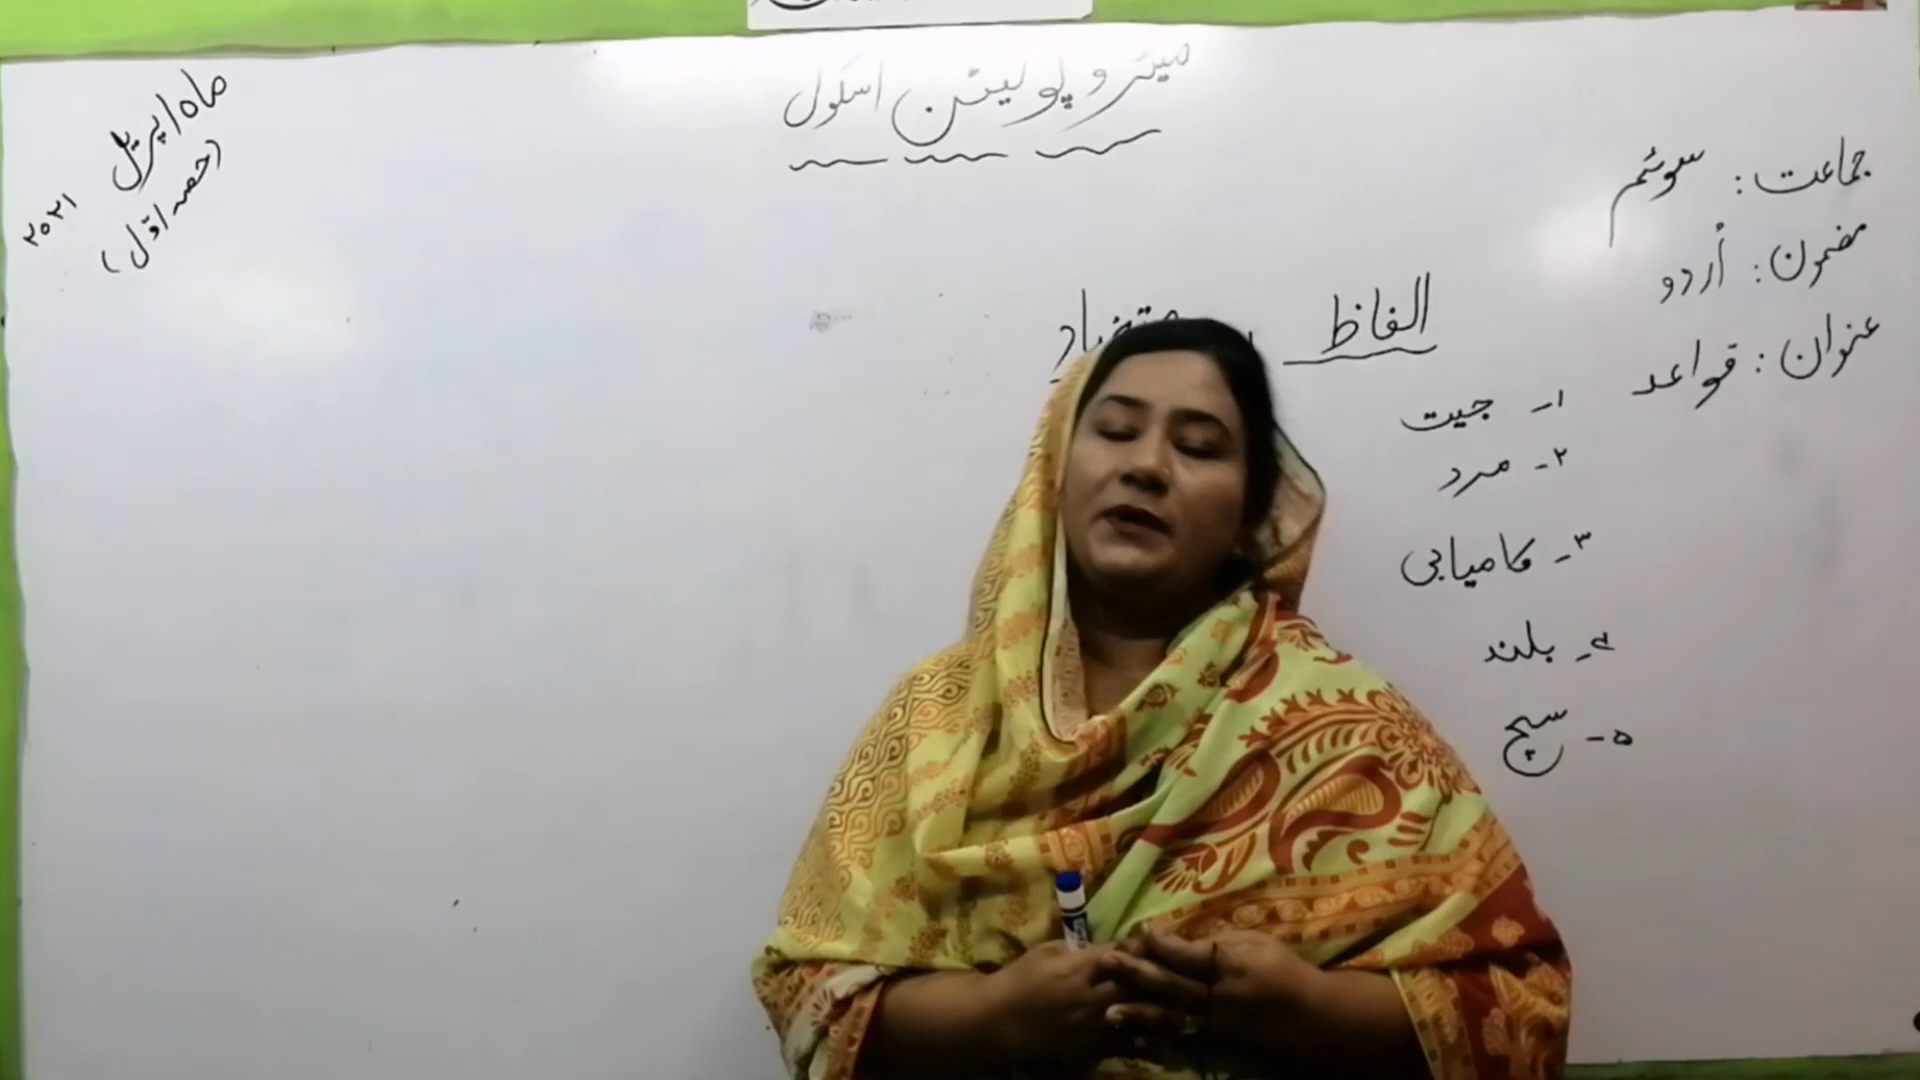 میٹرو پولیٹن اسکول
ماہ اپریل
(حصہ اوّل)
۲۰۲۱
جماعت : سوئم
مضمون : اُردو
عنوان : قواعد
الفاظ متضاد
۱- جیت
۲- مرد
۳- کامیابی
۴- بلند
۵- سچ